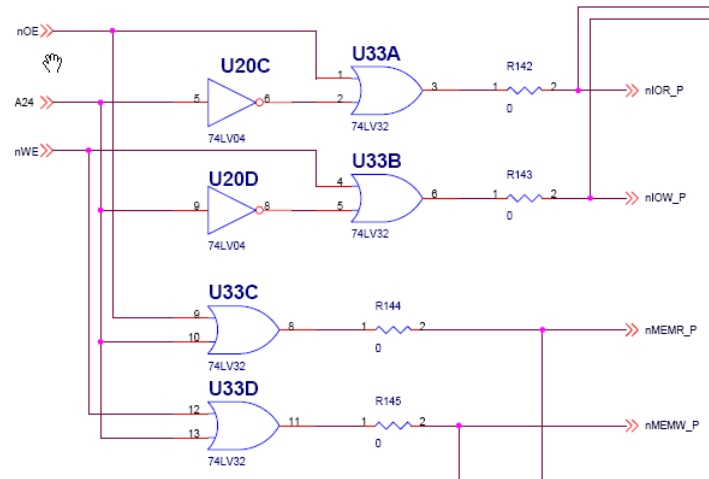 nOE
U20C
U33A
1
3
R142
1
2
nIOR_P
A24
5
6
2
74LV04
74LV32
0
nWE
U33B
U20D
4
6
R143
1
2
nIOW_P
9
8
5
74LV04
74LV32
0
U33C
R144
9
8
1
2
nMEMR_P
10
74LV32
0
U33D
R145
12
11
1
2
nMEMW_P
13
74LV32
0